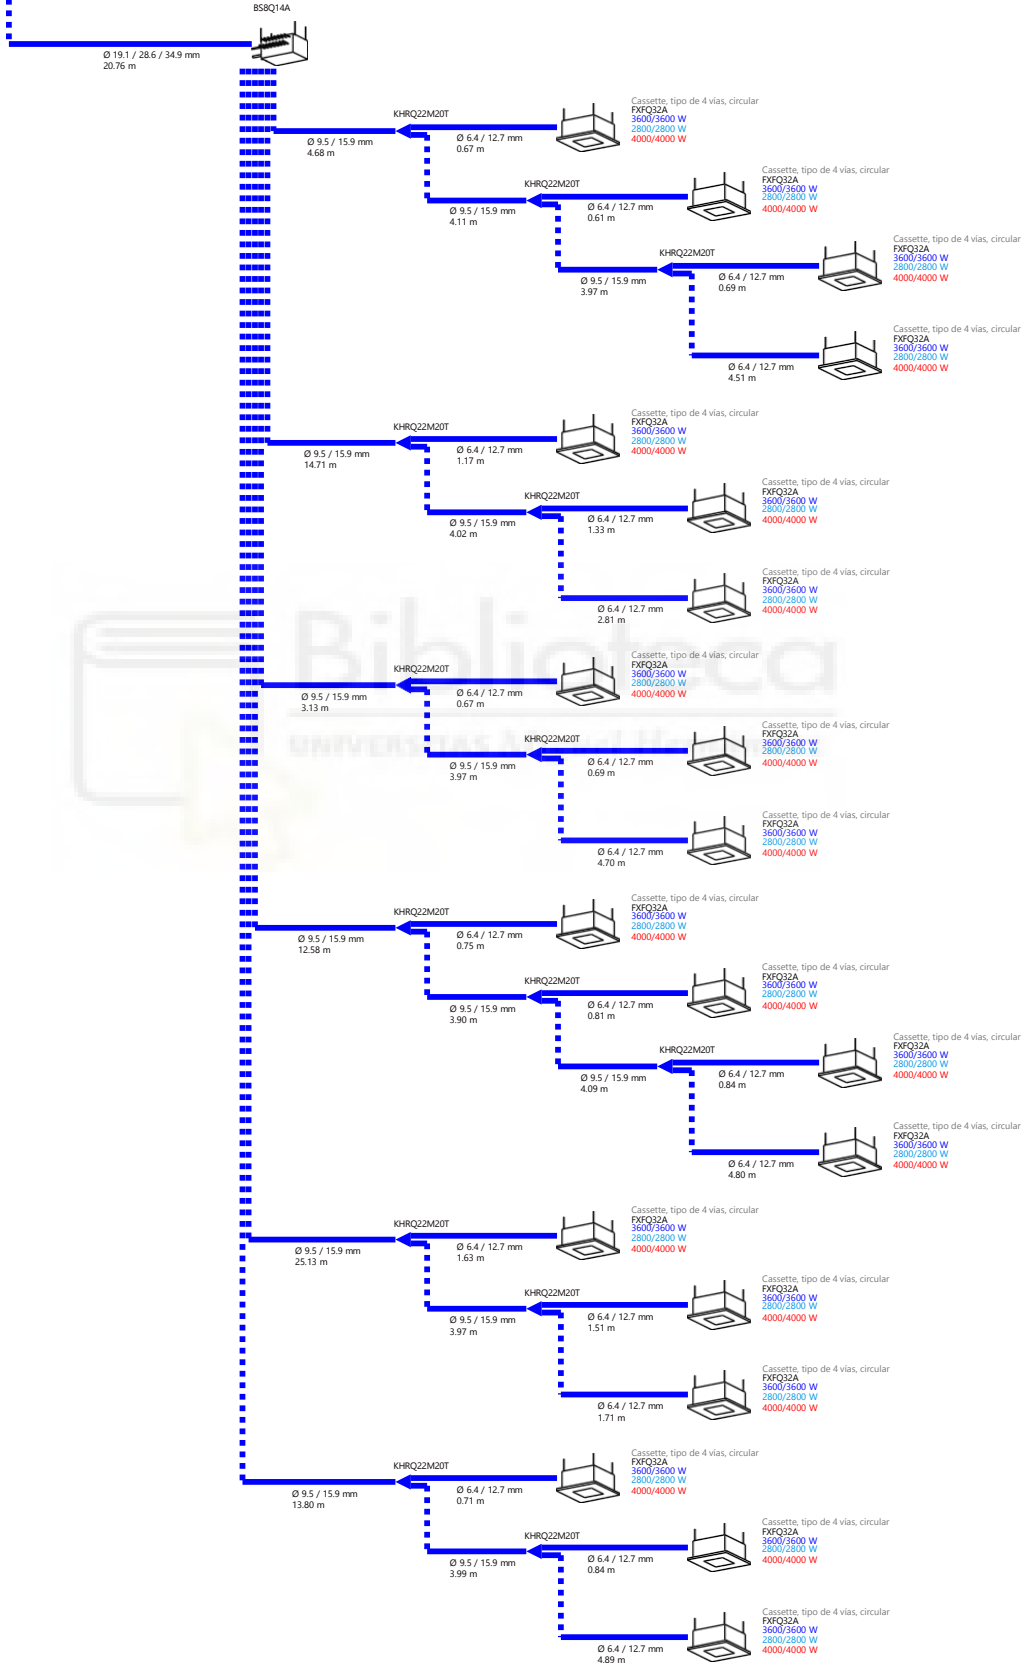 BS8Q14A
Ø 19.1 / 28.6 / 34.9 mm
20.76 m
KHRQ22M20T
Ø 9.5 / 15.9 mm
4.68 m
Ø 6.4 / 12.7 mm
0.67 m
Cassette, tipo de 4 vías, circular
FXFQ32A
3600/3600 W
2800/2800 W
4000/4000 W
KHRQ22M20T
Ø 9.5 / 15.9 mm
4.11 m
Ø 6.4 / 12.7 mm
0.61 m
Cassette, tipo de 4 vías, circular
FXFQ32A
3600/3600 W
2800/2800 W
4000/4000 W
KHRQ22M20T
Ø 9.5 / 15.9 mm
3.97 m
Ø 6.4 / 12.7 mm
0.69 m
Cassette, tipo de 4 vías, circular
FXFQ32A
3600/3600 W
2800/2800 W
4000/4000 W
Ø 6.4 / 12.7 mm
4.51 m
Cassette, tipo de 4 vías, circular
FXFQ32A
3600/3600 W
2800/2800 W
4000/4000 W
KHRQ22M20T
Ø 9.5 / 15.9 mm
14.71 m
Ø 6.4 / 12.7 mm
1.17 m
Cassette, tipo de 4 vías, circular
FXFQ32A
3600/3600 W
2800/2800 W
4000/4000 W
KHRQ22M20T
Ø 9.5 / 15.9 mm
4.02 m
Ø 6.4 / 12.7 mm
1.33 m
Cassette, tipo de 4 vías, circular
FXFQ32A
3600/3600 W
2800/2800 W
4000/4000 W
Ø 6.4 / 12.7 mm
2.81 m
Cassette, tipo de 4 vías, circular
FXFQ32A
3600/3600 W
2800/2800 W
4000/4000 W
Biblioteca
UNIVERSITAS Miguel Hernández
KHRQ22M20T
Ø 9.5 / 15.9 mm
3.13 m
Ø 6.4 / 12.7 mm
0.67 m
Cassette, tipo de 4 vías, circular
FXFQ32A
3600/3600 W
2800/2800 W
4000/4000 W
KHRQ22M20T
Ø 9.5 / 15.9 mm
3.97 m
Ø 6.4 / 12.7 mm
0.69 m
Cassette, tipo de 4 vías, circular
FXFQ32A
3600/3600 W
2800/2800 W
4000/4000 W
Ø 6.4 / 12.7 mm
4.70 m
Cassette, tipo de 4 vías, circular
FXFQ32A
3600/3600 W
2800/2800 W
4000/4000 W
KHRQ22M20T
Ø 9.5 / 15.9 mm
12.58 m
Ø 6.4 / 12.7 mm
0.75 m
Cassette, tipo de 4 vías, circular
FXFQ32A
3600/3600 W
2800/2800 W
4000/4000 W
KHRQ22M20T
Ø 9.5 / 15.9 mm
3.90 m
Ø 6.4 / 12.7 mm
0.81 m
Cassette, tipo de 4 vías, circular
FXFQ32A
3600/3600 W
2800/2800 W
4000/4000 W
KHRQ22M20T
Ø 9.5 / 15.9 mm
4.09 m
Ø 6.4 / 12.7 mm
0.84 m
Cassette, tipo de 4 vías, circular
FXFQ32A
3600/3600 W
2800/2800 W
4000/4000 W
Ø 6.4 / 12.7 mm
4.80 m
Cassette, tipo de 4 vías, circular
FXFQ32A
3600/3600 W
2800/2800 W
4000/4000 W
KHRQ22M20T
Ø 9.5 / 15.9 mm
25.13 m
Ø 6.4 / 12.7 mm
1.63 m
Cassette, tipo de 4 vías, circular
FXFQ32A
3600/3600 W
2800/2800 W
4000/4000 W
KHRQ22M20T
Ø 9.5 / 15.9 mm
3.97 m
Ø 6.4 / 12.7 mm
1.51 m
Cassette, tipo de 4 vías, circular
FXFQ32A
3600/3600 W
2800/2800 W
4000/4000 W
Ø 6.4 / 12.7 mm
1.71 m
Cassette, tipo de 4 vías, circular
FXFQ32A
3600/3600 W
2800/2800 W
4000/4000 W
KHRQ22M20T
Ø 9.5 / 15.9 mm
13.80 m
Ø 6.4 / 12.7 mm
0.71 m
Cassette, tipo de 4 vías, circular
FXFQ32A
3600/3600 W
2800/2800 W
4000/4000 W
KHRQ22M20T
Ø 9.5 / 15.9 mm
3.99 m
Ø 6.4 / 12.7 mm
0.84 m
Cassette, tipo de 4 vías, circular
FXFQ32A
3600/3600 W
2800/2800 W
4000/4000 W
Ø 6.4 / 12.7 mm
4.89 m
Cassette, tipo de 4 vías, circular
FXFQ32A
3600/3600 W
2800/2800 W
4000/4000 W